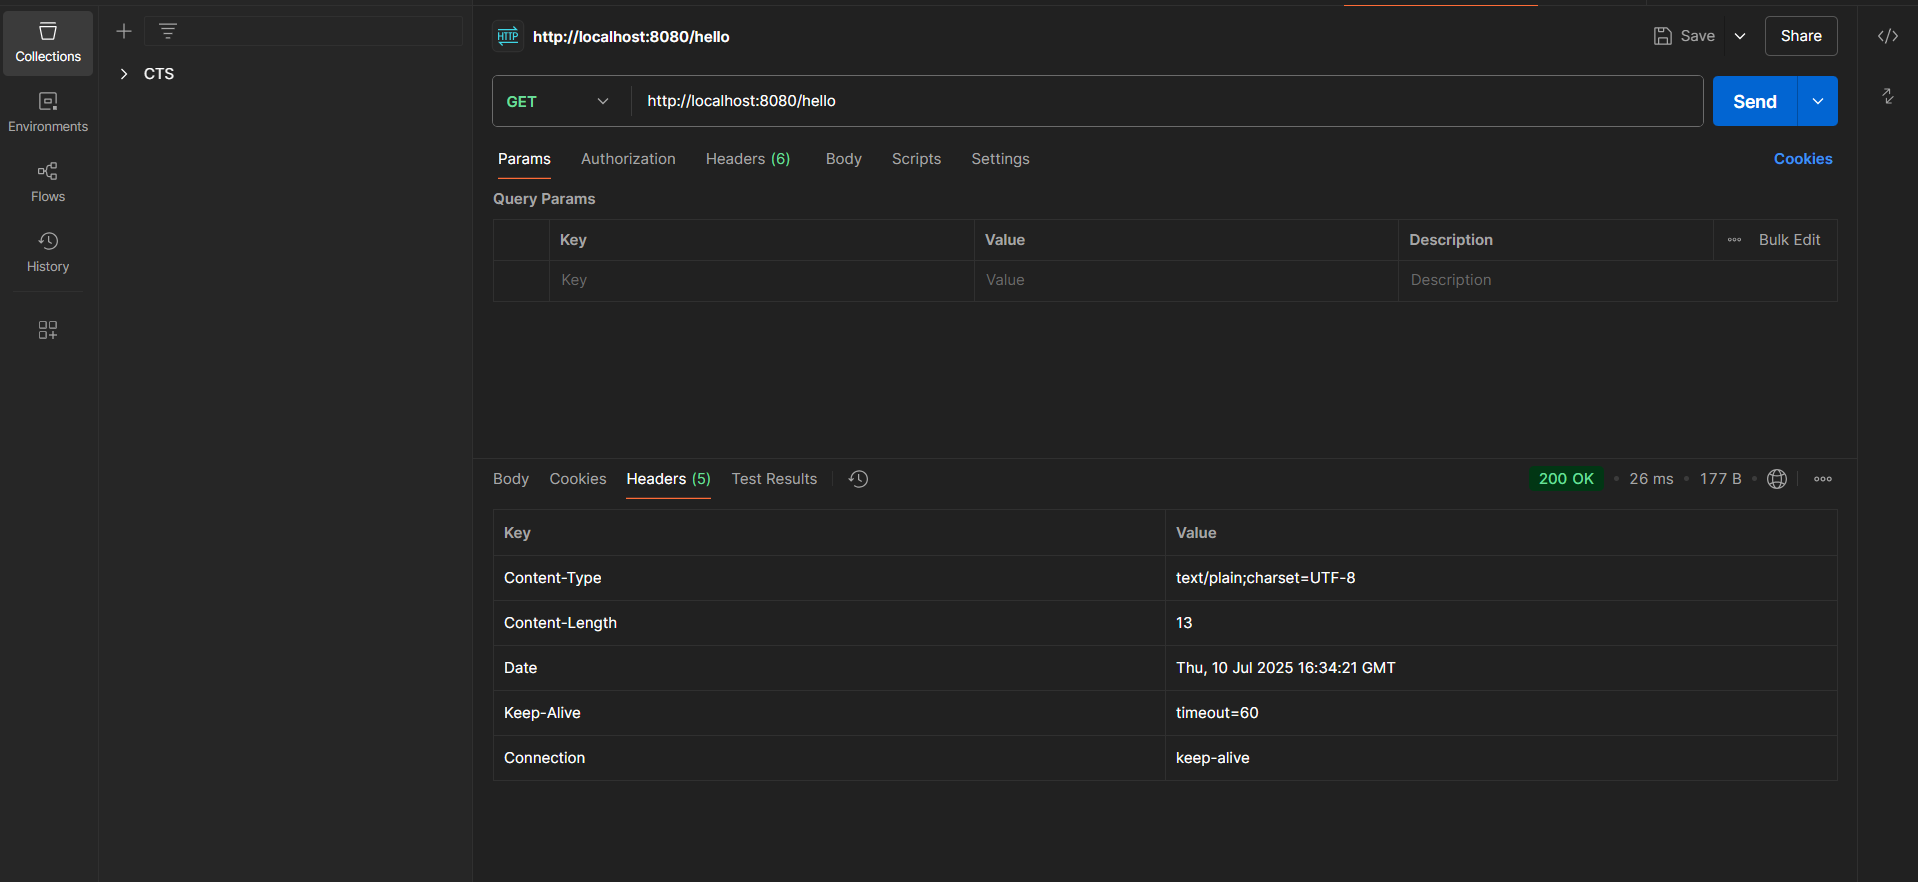 Collections
Environments
Flows
History
CTS
HTTP http://localhost:8080/hello
Save
Share
GET http://localhost:8080/hello
Send
Params Authorization Headers (6) Body Scripts Settings Cookies
Query Params
Key Value Description Bulk Edit
Key Value Description
Body Cookies Headers (5) Test Results 200 OK • 26 ms • 177 B •
Key Value
Content-Type text/plain;charset=UTF-8
Content-Length 13
Date Thu, 10 Jul 2025 16:34:21 GMT
Keep-Alive timeout=60
Connection keep-alive